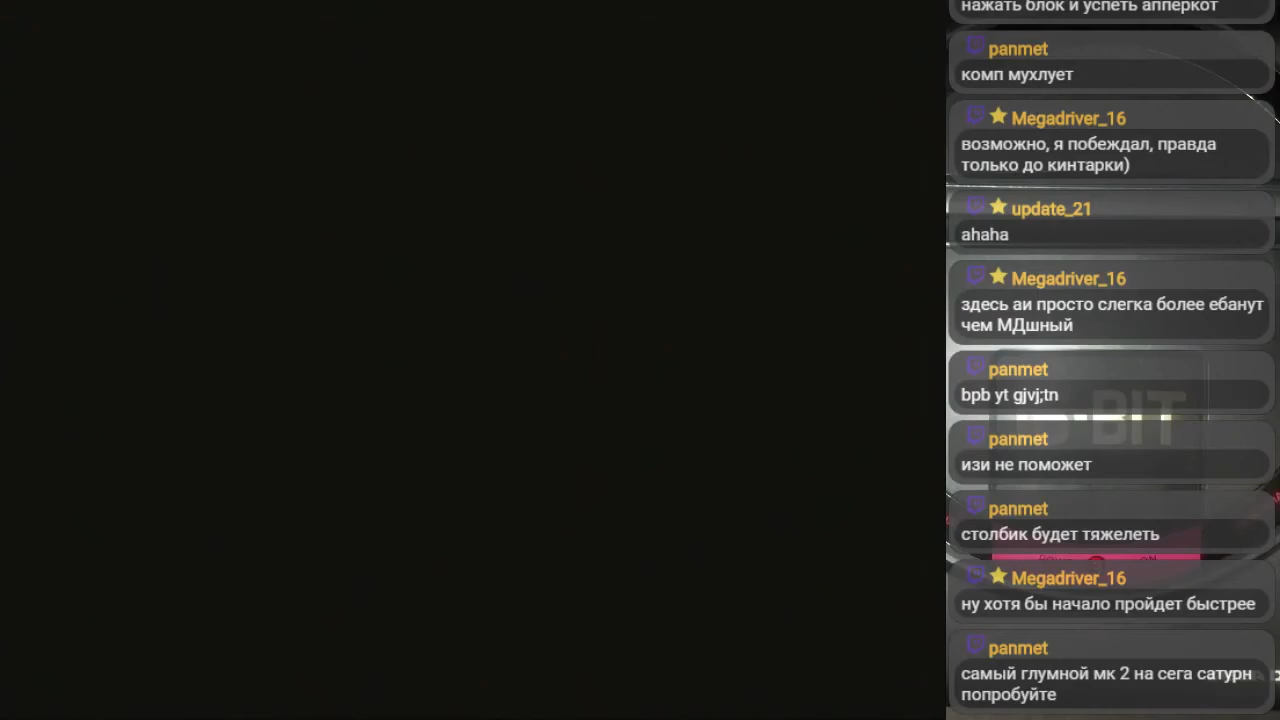 нажать блок и успеть апперкот
panmet
комп мухлует
Megadriver_16
возможно, я побеждал, правда
только до кинтарки)
update_21
ahaha
Megadriver_16
здесь аи просто слегка более ебанут
чем МДшный
panmet
bpb yt gjvj;tn
BIT
panmet
изи не поможет
panmet
столбик будет тяжелеть
Megadriver_16
ну хотя бы начало пройдет быстрее
panmet
самый глумной мк 2 на сега сатурн
попробуйте